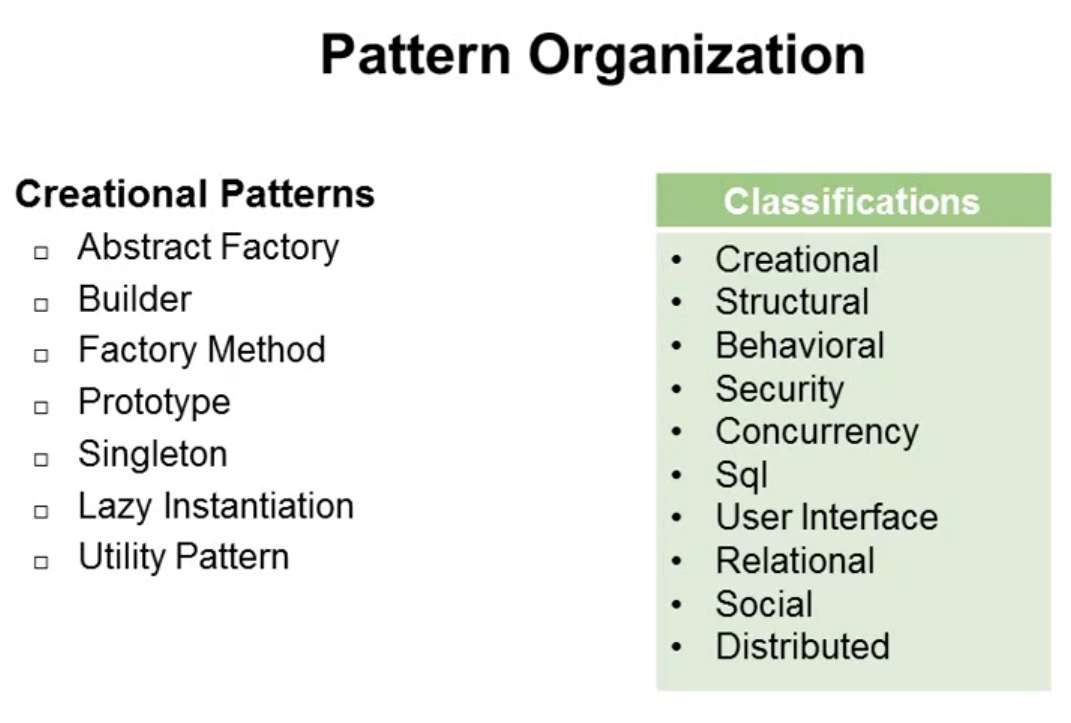 Pattern Organization
Creational Patterns
Abstract Factory
Builder
Factory Method
Prototype
Singleton
Lazy Instantiation
Utility Pattern
Classifications
Creational
Structural
Behavioral
Security
Concurrency
Sql
User Interface
Relational
Social
Distributed